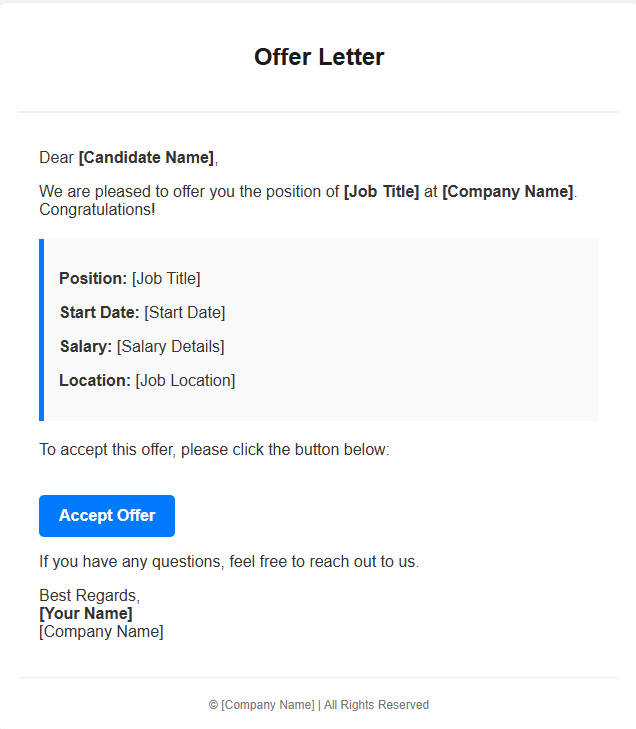 Offer Letter
Dear [Candidate Name],
We are pleased to offer you the position of [Job Title] at [Company Name].
Congratulations!
Position: [Job Title]
Start Date: [Start Date]
Salary: [Salary Details]
Location: [Job Location]
To accept this offer, please click the button below:
Accept Offer
If you have any questions, feel free to reach out to us.
Best Regards,
[Your Name]
[Company Name]
© [Company Name] | All Rights Reserved